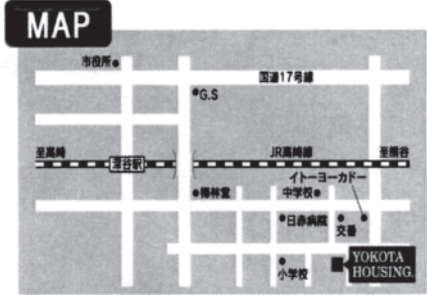 MAP
市役所
国道17号線
G.S
至高崎
深谷駅
JR高崎線
至熊谷
イトーヨーカドー
梅林堂
中学校
日赤病院
交番
小学校
YOKOTA
HOUSING.